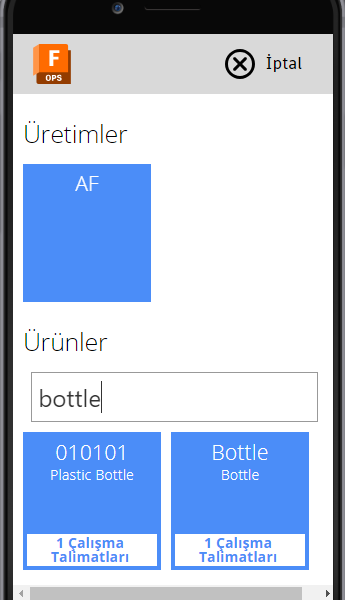 F
OPS
İptal
Üretimler
AF
Ürünler
bottle
010101
Plastic Bottle
1 Çalışma
Talimatları
Bottle
Bottle
1 Çalışma
Talimatları